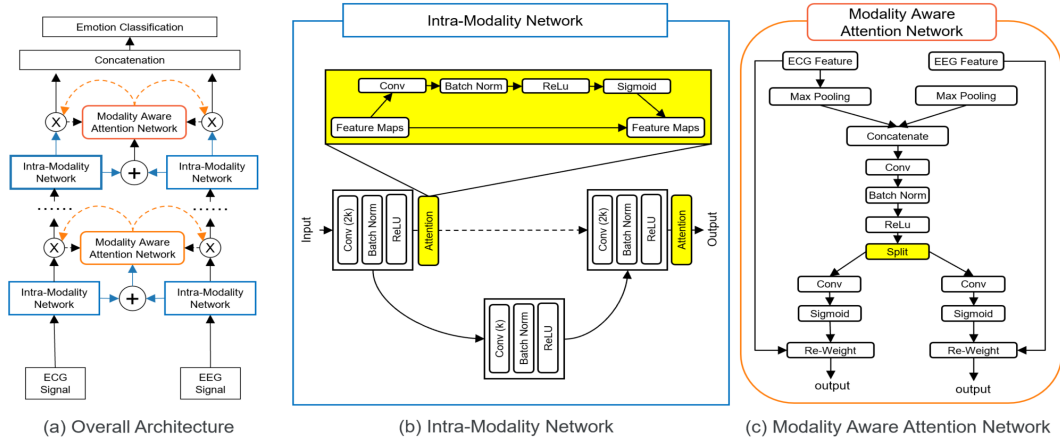 Emotion Classification
Concatenation
X
Modality Aware
Attention Network
X
Intra-Modality
Network
+
Intra-Modality
Network
......
......
X
Modality Aware
Attention Network
X
Intra-Modality
Network
+
Intra-Modality
Network
ECG
Signal
EEG
Signal
(a) Overall Architecture
Intra-Modality Network
Conv
Batch Norm
ReLu
Sigmoid
Feature Maps
Feature Maps
Input
Conv (2k)
Batch Norm
ReLU
Attention
Conv (2k)
Batch Norm
ReLU
Attention
Output
Conv (k)
Batch Norm
ReLU
(b) Intra-Modality Network
Modality Aware
Attention Network
ECG Feature
EEG Feature
Max Pooling
Max Pooling
Concatenate
Conv
Batch Norm
ReLu
Split
Conv
Conv
Sigmoid
Sigmoid
Re-Weight
Re-Weight
output
output
(c) Modality Aware Attention Network